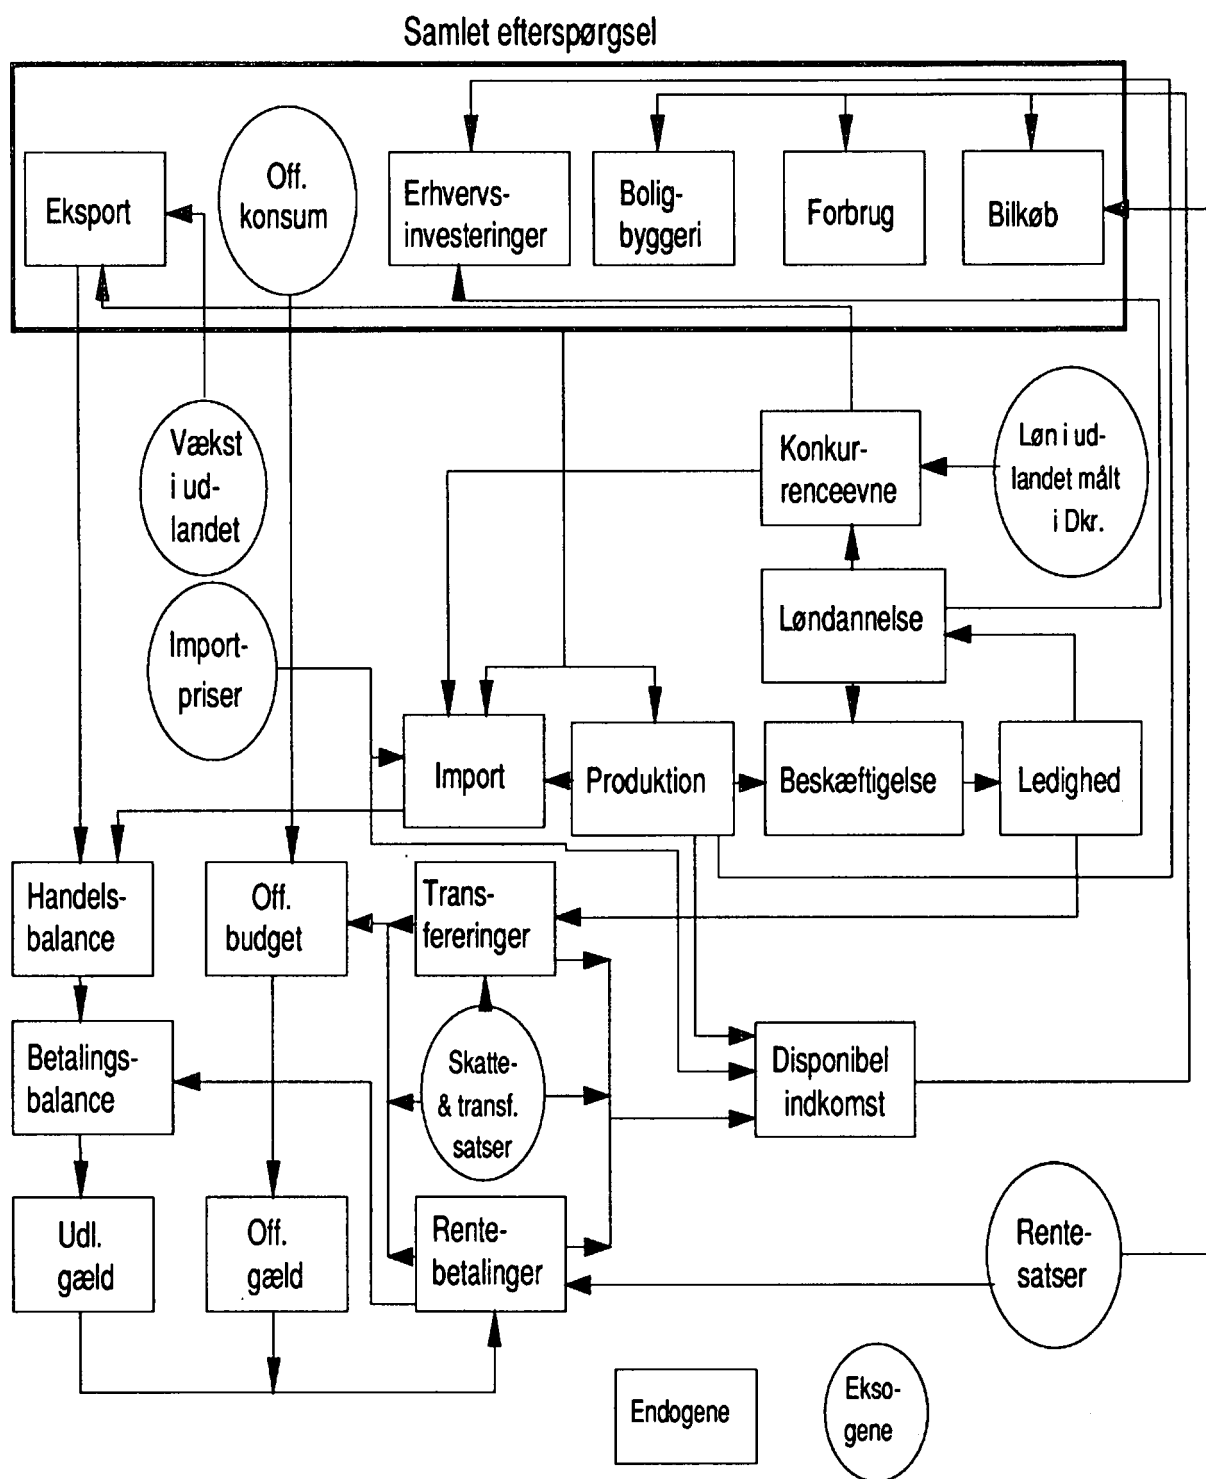 Samlet efterspørgsel
Eksport
Off.
konsum
Erhvervs-
investeringer
Bolig-
byggeri
Forbrug
Bilkøb
Vækst
i ud-
landet
Konkur-
renceevne
Løn i ud-
landet målt
i Dkr.
Løndannelse
Import-
priser
Import
Produktion
Beskæftigelse
Ledighed
Handels-
balance
Off.
budget
Trans-
fereringer
Betalings-
balance
Skatte-
& transf.
satser
Disponibel
indkomst
Udl.
gæld
Off.
gæld
Rente-
betalinger
Rente-
satser
Endogene
Ekso-
gene